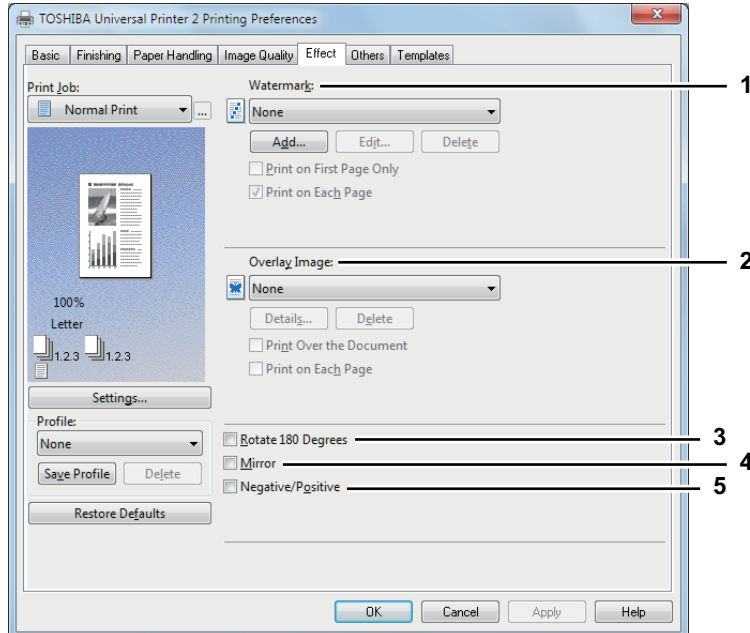 TOSHIBA Universal Printer 2 Printing Preferences
Basic Finishing Paper Handling Image Quality Effect Others Templates
Print Job:
Normal Print ...
100%
Letter
1.2.3 1.2.3
Settings...
Profile:
None
Save Profile Delete
Restore Defaults
Watermark: 1
None
Add... Edit... Delete
Print on First Page Only
Print on Each Page
Overlay Image: 2
None
Details... Delete
Print Over the Document
Print on Each Page
Rotate 180 Degrees 3
Mirror 4
Negative/Positive 5
OK Cancel Apply Help